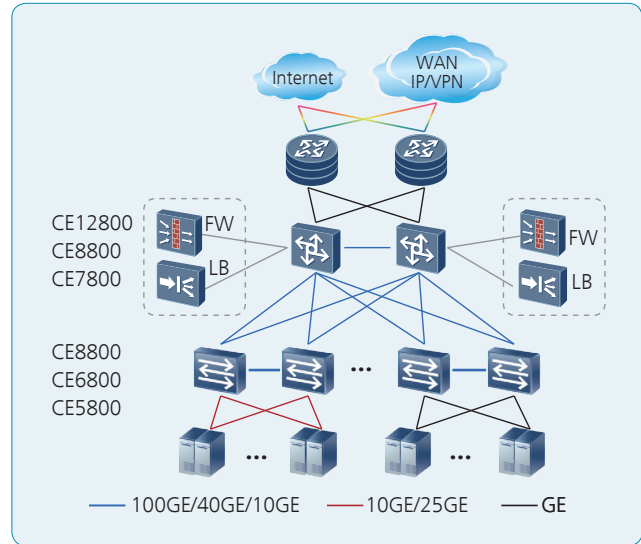 Internet
WAN
IP/VPN
CE12800
CE8800
CE7800
FW
LB
FW
LB
CE8800
CE6800
CE5800
...
...
...
100GE/40GE/10GE
10GE/25GE
GE